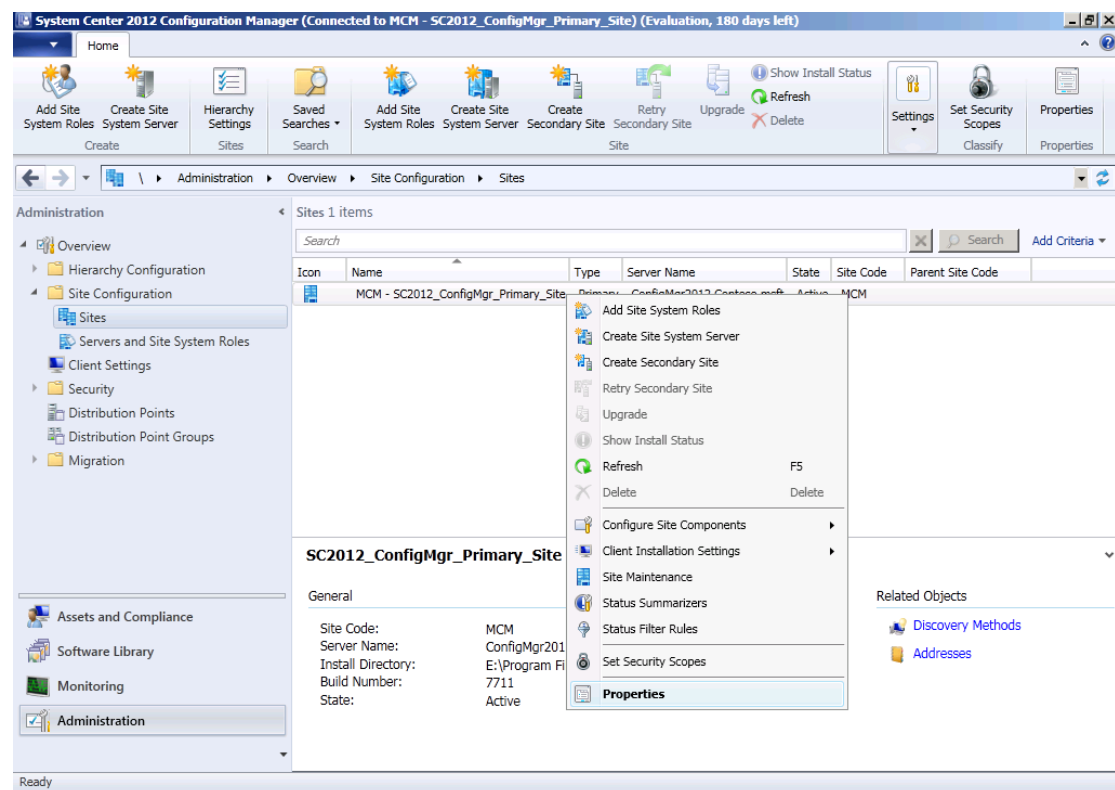 System Center 2012 Configuration Manager (Connected to MCM - SC2012_ConfigMgr_Primary_Site) (Evaluation, 180 days left)
Home
Add Site System Roles
Create Site System Server
Hierarchy Settings
Saved Searches
Add Site System Roles
Create Site System Server
Create Secondary Site
Retry Secondary Site
Upgrade
Show Install Status
Refresh
Delete
Settings
Set Security Scopes
Properties
Create
Sites
Search
Site
Classify
Properties
\ Administration Overview Site Configuration Sites
Administration
Overview
Hierarchy Configuration
Site Configuration
Sites
Servers and Site System Roles
Client Settings
Security
Distribution Points
Distribution Point Groups
Migration
Assets and Compliance
Software Library
Monitoring
Administration
Sites 1 items
Search
Search
Add Criteria
Icon Name Type Server Name State Site Code Parent Site Code
MCM - SC2012_ConfigMgr_Primary_Site Primary ConfigMgr2012.Contoso.msft Active MCM
Add Site System Roles
Create Site System Server
Create Secondary Site
Retry Secondary Site
Upgrade
Show Install Status
Refresh F5
Delete Delete
Configure Site Components
Client Installation Settings
Site Maintenance
Status Summarizers
Status Filter Rules
Set Security Scopes
Properties
SC2012_ConfigMgr_Primary_Site
General
Site Code: MCM
Server Name: ConfigMgr201
Install Directory: E:\Program Fi
Build Number: 7711
State: Active
Related Objects
Discovery Methods
Addresses
Ready